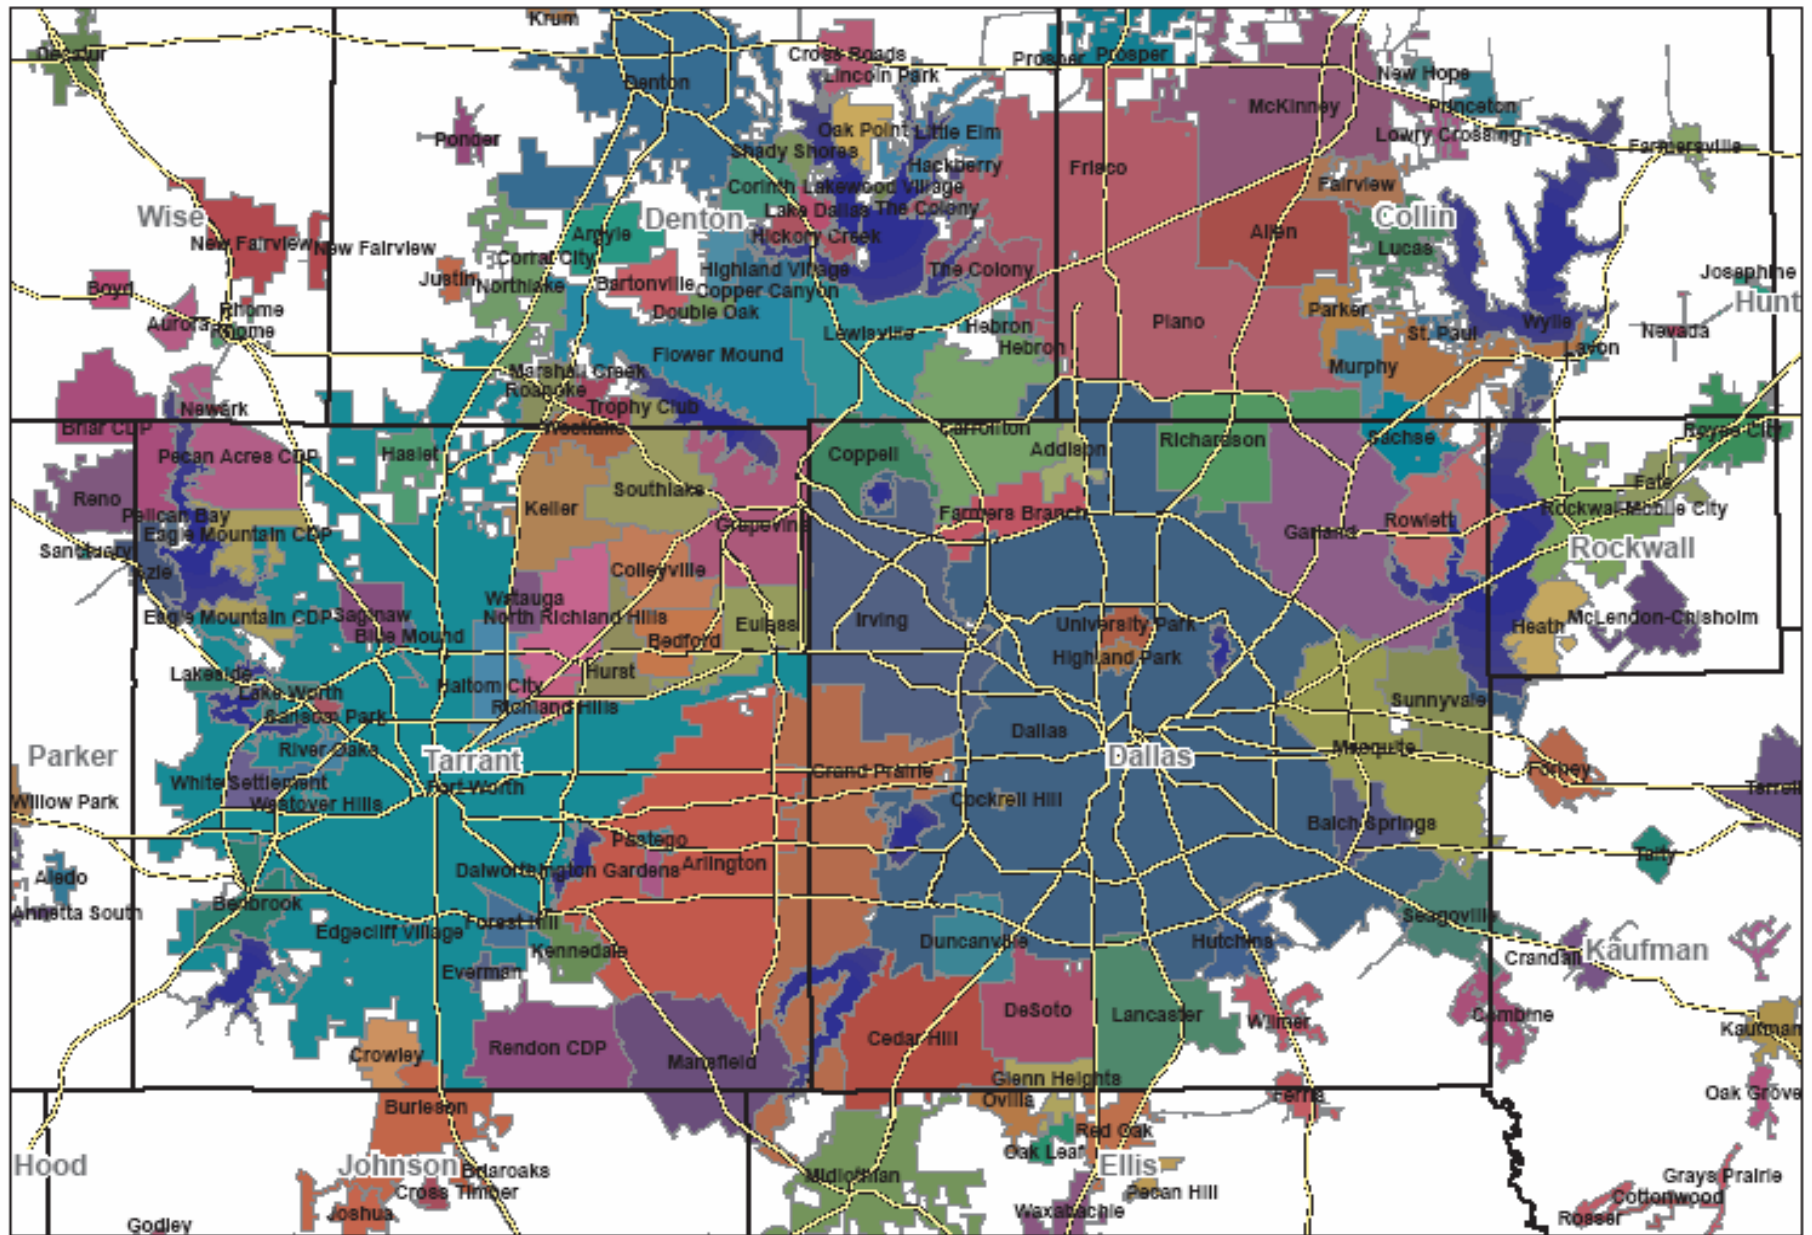 Krum
Decatur
Cross Roads
Prosper
Prosper
Lincoln Park
New Hope
Denton
McKinney
Princeton
Oak Point
Little Elm
Lowry Crossing
Ponder
Shady Shores
Farmersville
Hackberry
Frisco
Fairview
Corinth
Lakewood Village
Wise
Denton
Lake Dallas
The Colony
Collin
Argyle
Hickory Creek
Allen
New Fairview
New Fairview
Lucas
Corral City
Highland Village
The Colony
Josephine
Justin
Northlake
Bartonville
Copper Canyon
Boyd
Hunt
Rhome
Double Oak
Parker
Aurora
Rhome
Lewisville
Hebron
Plano
St. Paul
Wylie
Nevada
Hebron
Flower Mound
Murphy
Lavon
Marshall Creek
Roanoke
Newark
Trophy Club
Briar CDP
Westlake
Carrollton
Royse City
Richardson
Sachse
Pecan Acres CDP
Haslet
Coppell
Addison
Reno
Southlake
Fate
Keller
Pelican Bay
Farmers Branch
Rockwall
Mobile City
Grapevine
Rowlett
Eagle Mountain CDP
Garland
Sanctuary
Rockwall
Azle
Colleyville
Watauga
Eagle Mountain CDP
Saginaw
North Richland Hills
Euless
Irving
University Park
Heath
McLendon-Chisholm
Blue Mound
Bedford
Highland Park
Lakeside
Hurst
Haltom City
Lake Worth
Richland Hills
Sunnyvale
Sansom Park
Dallas
River Oaks
Mesquite
Parker
Tarrant
Dallas
Grand Prairie
Forney
White Settlement
Fort Worth
Terrell
Willow Park
Westover Hills
Cockrell Hill
Balch Springs
Pantego
Talty
Dalworthington Gardens
Arlington
Aledo
Annetta South
Benbrook
Seagoville
Edgecliff Village
Forest Hill
Duncanville
Hutchins
Kennedale
Kaufman
Crandall
Everman
DeSoto
Lancaster
Wilmer
Combine
Kaufman
Cedar Hill
Crowley
Rendon CDP
Mansfield
Glenn Heights
Burleson
Ovilla
Ferris
Oak Grove
Red Oak
Oak Leaf
Hood
Johnson
Briaroaks
Midlothian
Ellis
Grays Prairie
Cross Timber
Pecan Hill
Cottonwood
Joshua
Waxahachie
Rosser
Godley